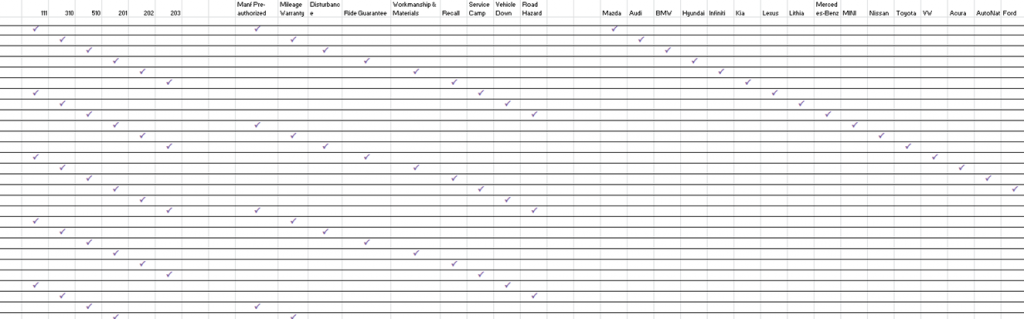 111 310 510 201 202 203 Manf Pre-authorized Mileage Warranty Disturbance Ride Guarantee Workmanship & Materials Recall Service Camp Vehicle Down Road Hazard Mazda Audi BMW Hyundai Infiniti Kia Lexus Lithia Mercedes-Benz MINI Nissan Toyota VW Acura AutoNat Ford